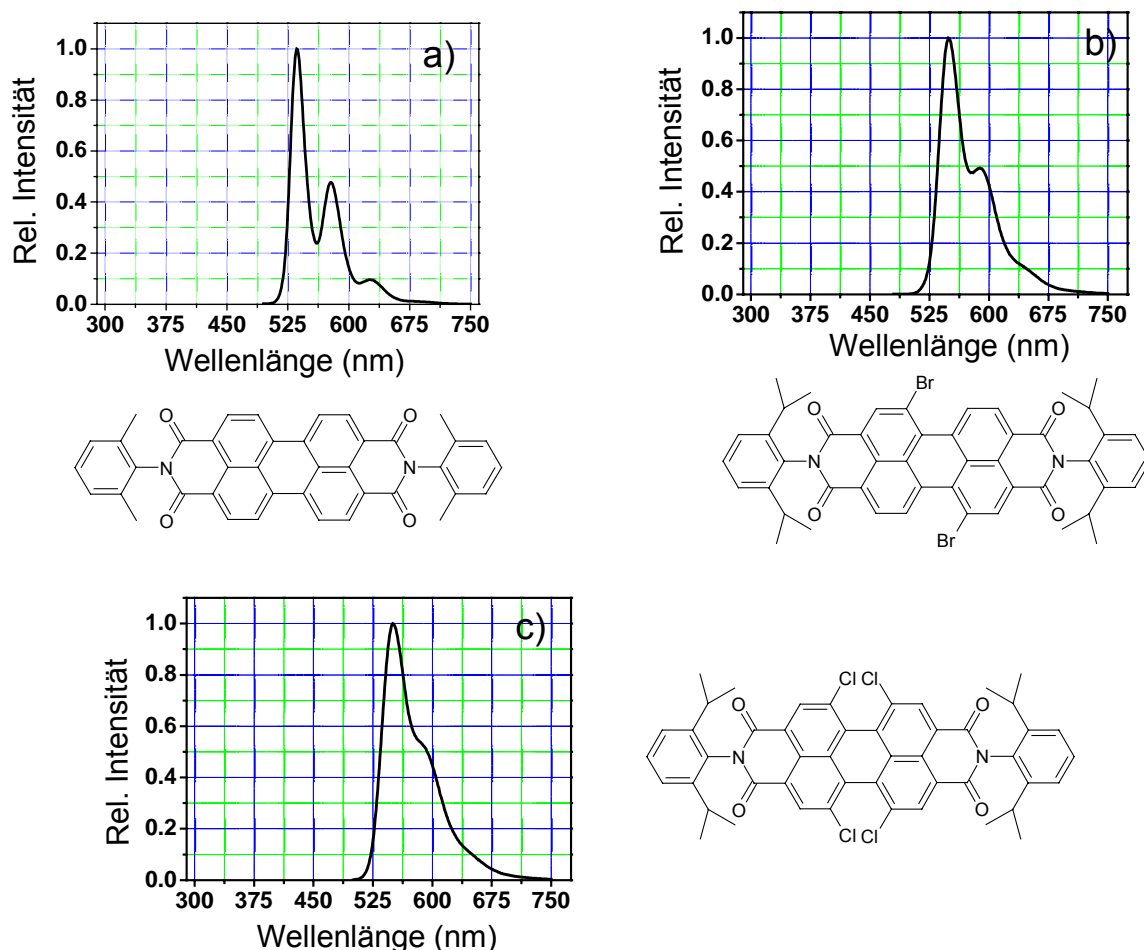 a)
Rel. Intensität
1.0
0.8
0.6
0.4
0.2
0.0
300 375 450 525 600 675 750
Wellenlänge (nm)
b)
Rel. Intensität
1.0
0.8
0.6
0.4
0.2
0.0
300 375 450 525 600 675 750
Wellenlänge (nm)
O O
N N
O O
Br
O O
N N
O O
Br
c)
Rel. Intensität
1.0
0.8
0.6
0.4
0.2
0.0
300 375 450 525 600 675 750
Wellenlänge (nm)
Cl Cl
O O
N N
O O
Cl Cl